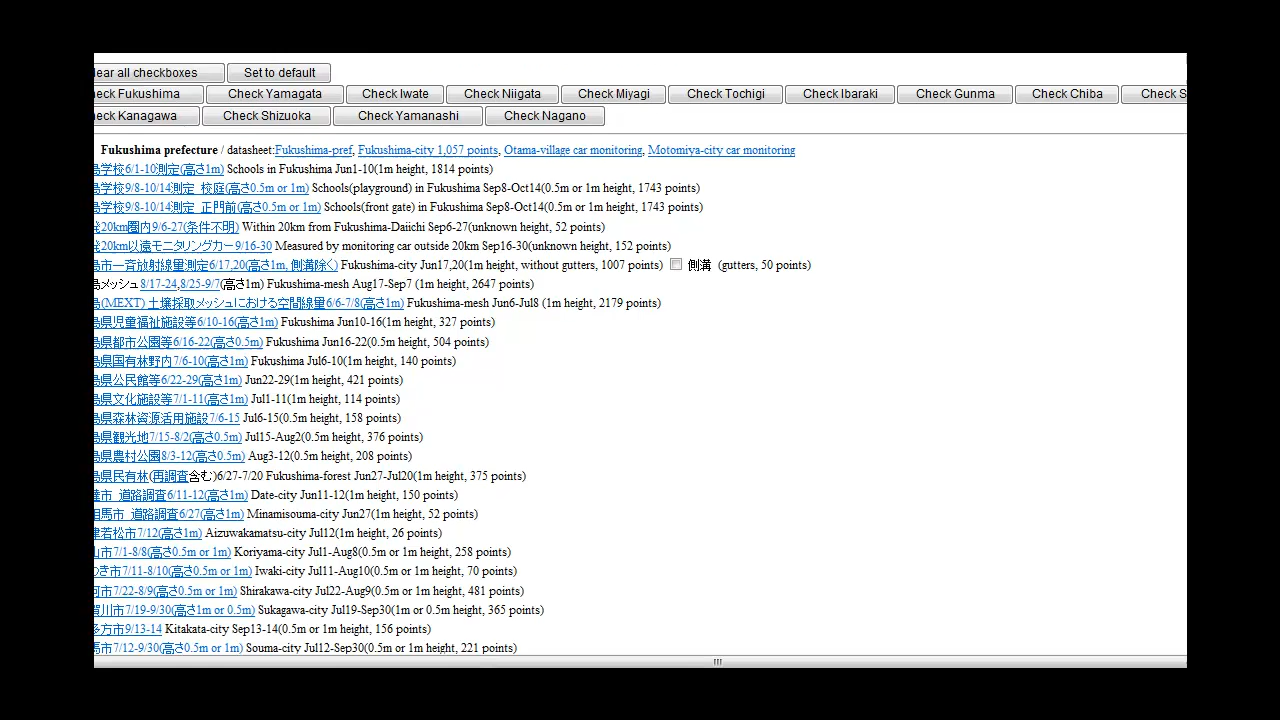 lear all checkboxes Set to default
eck Fukushima Check Yamagata Check Iwate Check Niigata Check Miyagi Check Tochigi Check Ibaraki Check Gunma Check Chiba Check S
eck Kanagawa Check Shizuoka Check Yamanashi Check Nagano
Fukushima prefecture / datasheet:Fukushima-pref, Fukushima-city 1,057 points, Otama-village car monitoring, Motomiya-city car monitoring
島学校6/1-10測定(高さ1m) Schools in Fukushima Jun1-10(1m height, 1814 points)
島学校9/8-10/14測定_校庭(高さ0.5m or 1m) Schools(playground) in Fukushima Sep8-Oct14(0.5m or 1m height, 1743 points)
島学校9/8-10/14測定_正門前(高さ0.5m or 1m) Schools(front gate) in Fukushima Sep8-Oct14(0.5m or 1m height, 1743 points)
発20km圏内9/6-27(条件不明) Within 20km from Fukushima-Daiichi Sep6-27(unknown height, 52 points)
発20km以遠モニタリングカー9/16-30 Measured by monitoring car outside 20km Sep16-30(unknown height, 152 points)
島市一斉放射線量測定6/17,20(高さ1m, 側溝除く) Fukushima-city Jun17,20(1m height, without gutters, 1007 points) 側溝 (gutters, 50 points)
島メッシュ8/17-24,8/25-9/7(高さ1m) Fukushima-mesh Aug17-Sep7 (1m height, 2647 points)
島(MEXT) 土壌採取メッシュにおける空間線量6/6-7/8(高さ1m) Fukushima-mesh Jun6-Jul8 (1m height, 2179 points)
島県児童福祉施設等6/10-16(高さ1m) Fukushima Jun10-16(1m height, 327 points)
島県都市公園等6/16-22(高さ0.5m) Fukushima Jun16-22(0.5m height, 504 points)
島県国有林野内7/6-10(高さ1m) Fukushima Jul6-10(1m height, 140 points)
島県公民館等6/22-29(高さ1m) Jun22-29(1m height, 421 points)
島県文化施設等7/1-11(高さ1m) Jul1-11(1m height, 114 points)
島県森林資源活用施設7/6-15 Jul6-15(0.5m height, 158 points)
島県観光地7/15-8/2(高さ0.5m) Jul15-Aug2(0.5m height, 376 points)
島県農村公園8/3-12(高さ0.5m) Aug3-12(0.5m height, 208 points)
島県民有林(再調査含む)6/27-7/20 Fukushima-forest Jun27-Jul20(1m height, 375 points)
達市_道路調査6/11-12(高さ1m) Date-city Jun11-12(1m height, 150 points)
相馬市_道路調査6/27(高さ1m) Minamisouma-city Jun27(1m height, 52 points)
津若松市7/12(高さ1m) Aizuwakamatsu-city Jul12(1m height, 26 points)
山市7/1-8/8(高さ0.5m or 1m) Koriyama-city Jul1-Aug8(0.5m or 1m height, 258 points)
わき市7/11-8/10(高さ0.5m or 1m) Iwaki-city Jul11-Aug10(0.5m or 1m height, 70 points)
河市7/22-8/9(高さ0.5m or 1m) Shirakawa-city Jul22-Aug9(0.5m or 1m height, 481 points)
賀川市7/19-9/30(高さ1m or 0.5m) Sukagawa-city Jul19-Sep30(1m or 0.5m height, 365 points)
多方市9/13-14 Kitakata-city Sep13-14(0.5m or 1m height, 156 points)
馬市7/12-9/30(高さ0.5m or 1m) Souma-city Jul12-Sep30(0.5m or 1m height, 221 points)